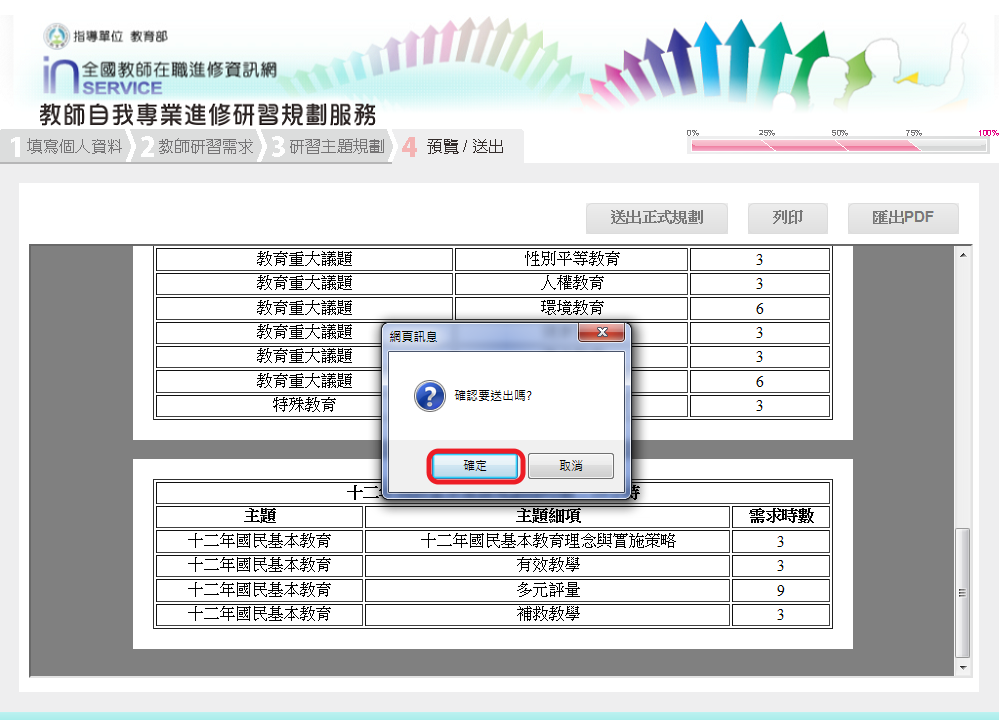 指導單位 教育部
in 全國教師在職進修資訊網
SERVICE
教師自我專業進修研習規劃服務
1 填寫個人資料 2 教師研習需求 3 研習主題規劃 4 預覽 / 送出
0% 25% 50% 75% 100%
送出正式規劃 列印 匯出PDF
教育重大議題 性別平等教育 3
教育重大議題 人權教育 3
教育重大議題 環境教育 6
教育重大議題 3
教育重大議題 3
教育重大議題 6
特殊教育 3
網頁訊息
確認要送出嗎?
確定 取消
主題 主題細項 需求時數
十二年國民基本教育 十二年國民基本教育理念與實施策略 3
十二年國民基本教育 有效教學 3
十二年國民基本教育 多元評量 9
十二年國民基本教育 補救教學 3